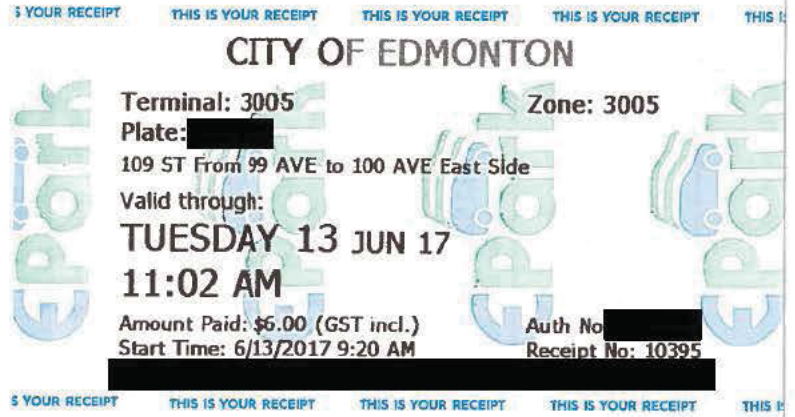 S YOUR RECEIPT THIS IS YOUR RECEIPT THIS IS YOUR RECEIPT THIS IS YOUR RECEIPT THIS
CITY OF EDMONTON
Terminal: 3005 Zone: 3005
Plate:
109 ST From 99 AVE to 100 AVE East Side
Valid through:
TUESDAY 13 JUN 17
11:02 AM
Amount Paid: $6.00 (GST incl.) Auth No
Start Time: 6/13/2017 9:20 AM Receipt No: 10395
S YOUR RECEIPT THIS IS YOUR RECEIPT THIS IS YOUR RECEIPT THIS IS YOUR RECEIPT THIS
EPark EPark EPark EPark